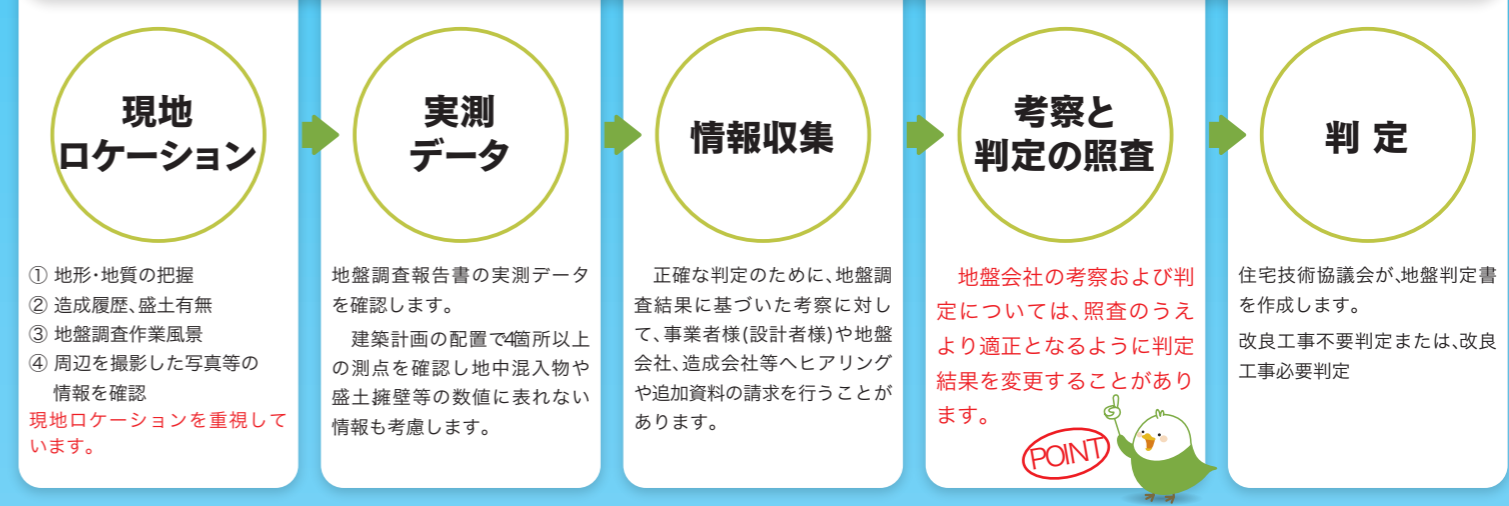 現地
ロケーション
① 地形・地質の把握
② 造成履歴、盛土有無
③ 地盤調査作業風景
④ 周辺を撮影した写真等の
情報を確認
現地ロケーションを重視して
います。
実測
データ
地盤調査報告書の実測データ
を確認します。
建築計画の配置で4箇所以上
の測点を確認し地中混入物や
盛土擁壁等の数値に表れない
情報も考慮します。
情報収集
正確な判定のために、地盤調
査結果に基づいた考察に対し
て、事業者様(設計者様)や地盤
会社、造成会社等へヒアリング
や追加資料の請求を行うことが
あります。
考察と
判定の照査
地盤会社の考察および判
定については、照査のうえ
より適正となるように判定
結果を変更することがあり
ます。
POINT
判 定
住宅技術協議会が、地盤判定書
を作成します。
改良工事不要判定または、改良
工事必要判定